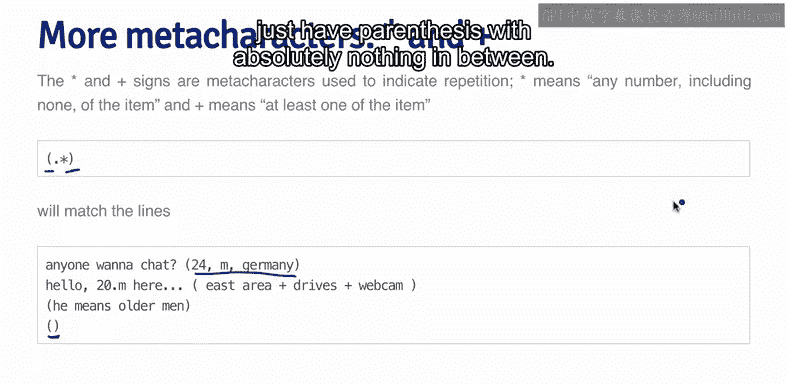 just have parenthesis with
absolutely nothing in between.
More metacharacters: * and +
The * and + signs are metacharacters used to indicate repetition; * means “any number, including
none, of the item” and + means “at least one of the item”
(.*)
will match the lines
anyone wanna chat? (24, m, germany)
hello, 20.m here... ( east area + drives + webcam )
(he means older men)
()